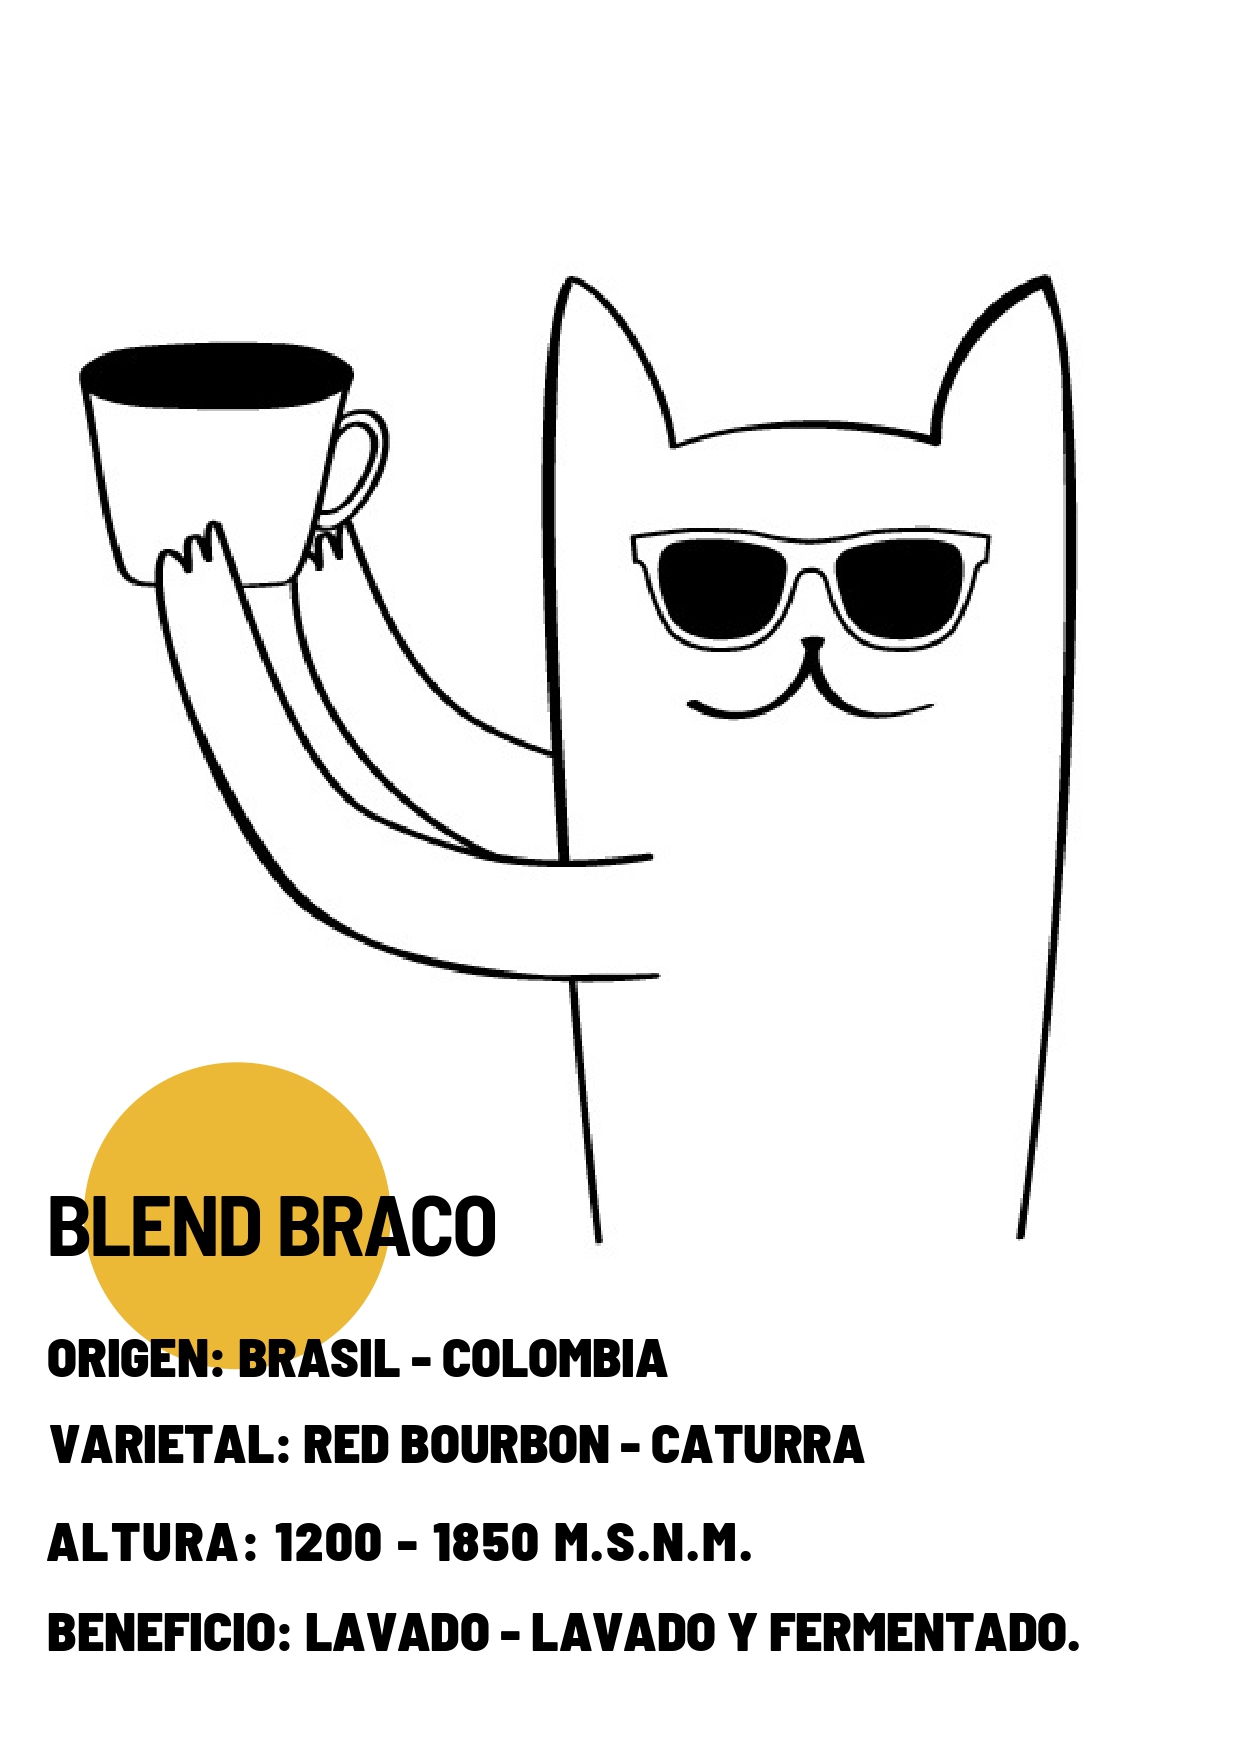 BLEND BRACO
ORIGEN: BRASIL - COLOMBIA
VARIETAL: RED BOURBON - CATURRA
ALTURA: 1200 - 1850 M.S.N.M.
BENEFICIO: LAVADO - LAVADO Y FERMENTADO.